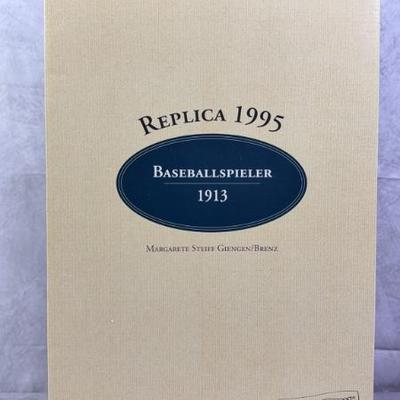 REPLICA 1995
BASEBALLSPIELER
1913
MARGARETE STEIFF GIENGEN/BRENZ